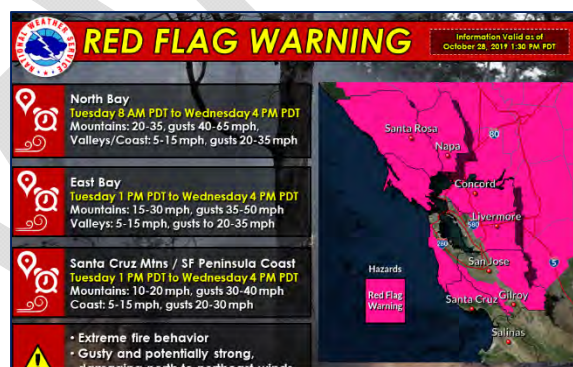 NATIONAL WEATHER SERVICE
RED FLAG WARNING
Information Valid as of
October 28, 2019 1:30 PM PDT
North Bay
Tuesday 8 AM PDT to Wednesday 4 PM PDT
Mountains: 20-35, gusts 40-65 mph,
Valleys/Coast: 5-15 mph, gusts 20-35 mph
East Bay
Tuesday 1 PM PDT to Wednesday 4 PM PDT
Mountains: 15-30 mph, gusts 35-50 mph
Valleys: 5-15 mph, gusts to 20-35 mph
Santa Cruz Mtns / SF Peninsula Coast
Tuesday 1 PM PDT to Wednesday 4 PM PDT
Mountains: 10-20 mph, gusts 30-40 mph
Coast: 5-15 mph, gusts 20-30 mph
• Extreme fire behavior
• Gusty and potentially strong,
damaging north to northeast winds
Santa Rosa
80
Napa
Concord
Livermore
580
280
San Jose
5
Hazards
Red Flag
Warning
Santa Cruz
Gilroy
Salinas